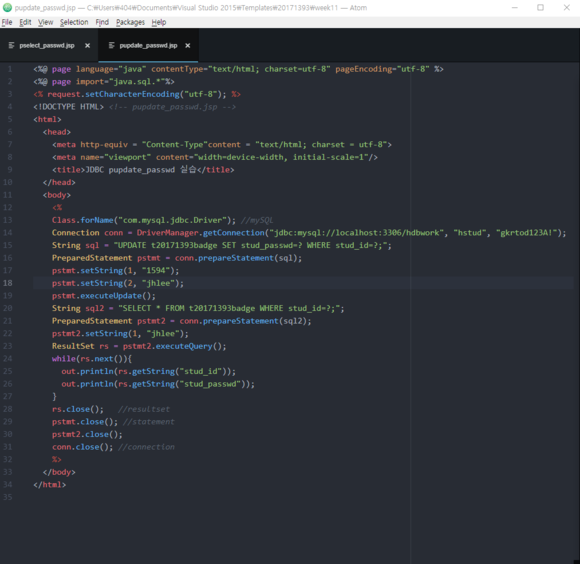 pupdate_passwd.jsp — C:₩Users₩404₩Documents₩Visual Studio 2015₩Templates₩20171393₩week11 — Atom
File Edit View Selection Find Packages Help
pselect_passwd.jsp × pupdate_passwd.jsp ×
1 <%@ page language="java" contentType="text/html; charset=utf-8" pageEncoding="utf-8" %>
2 <%@ page import="java.sql.*"%>
3 <% request.setCharacterEncoding("utf-8"); %>
4 <!DOCTYPE HTML> <!-- pupdate_passwd.jsp -->
5 <html>
6 <head>
7 <meta http-equiv = "Content-Type"content = "text/html; charset = utf-8">
8 <meta name="viewport" content="width=device-width, initial-scale=1"/>
9 <title>JDBC pupdate_passwd 실습</title>
10 </head>
11 <body>
12 <%
13 Class.forName("com.mysql.jdbc.Driver"); //mySQL
14 Connection conn = DriverManager.getConnection("jdbc:mysql://localhost:3306/hdbwork", "hstud", "gkrtod123A!");
15 String sql = "UPDATE t20171393badge SET stud_passwd=? WHERE stud_id=?;";
16 PreparedStatement pstmt = conn.prepareStatement(sql);
17 pstmt.setString(1, "1594");
18 pstmt.setString(2, "jhlee");
19 pstmt.executeUpdate();
20 String sql2 = "SELECT * FROM t20171393badge WHERE stud_id=?;";
21 PreparedStatement pstmt2 = conn.prepareStatement(sql2);
22 pstmt2.setString(1, "jhlee");
23 ResultSet rs = pstmt2.executeQuery();
24 while(rs.next()){
25 out.println(rs.getString("stud_id"));
26 out.println(rs.getString("stud_passwd"));
27 }
28 rs.close(); //resultset
29 pstmt.close(); //statement
30 pstmt2.close();
31 conn.close(); //connection
32 %>
33 </body>
34 </html>
35